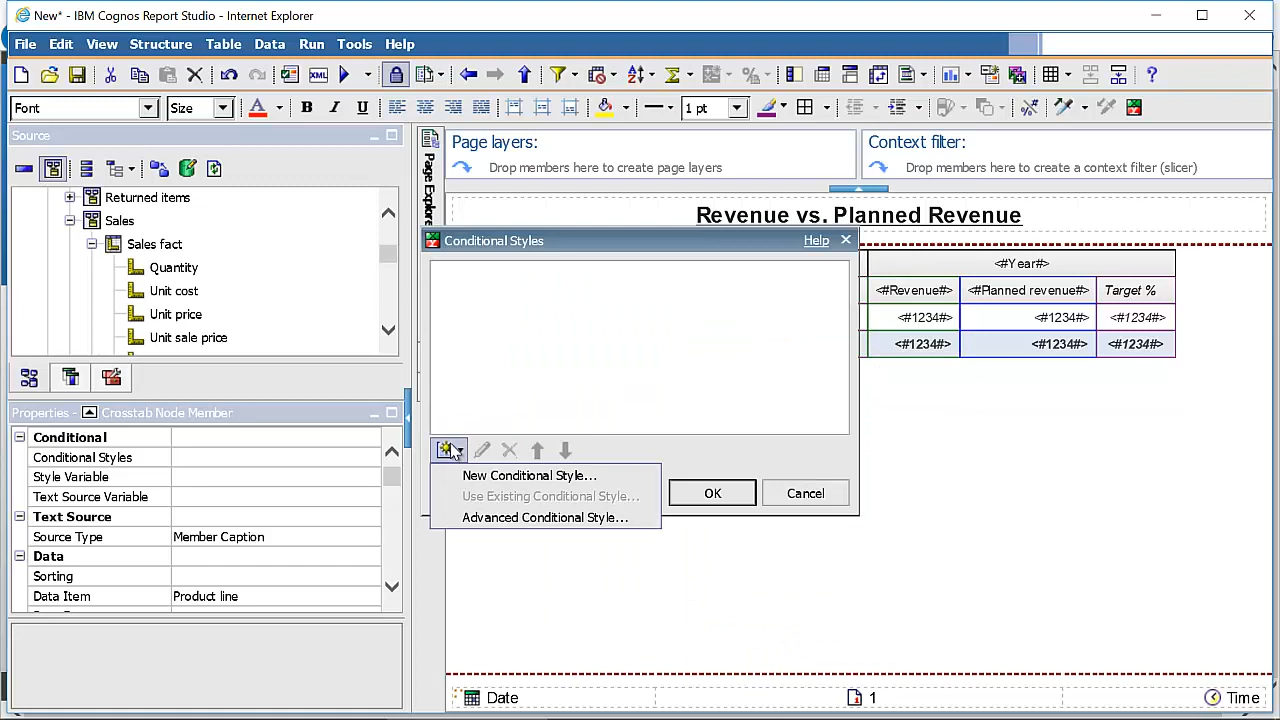 New* - IBM Cognos Report Studio - Internet Explorer
File Edit View Structure Table Data Run Tools Help
XML
Font Size B I U 1 pt
Source
Page Explorer
Page layers:
Drop members here to create page layers
Context filter:
Drop members here to create a context filter (slicer)
Returned items
Sales
Sales fact
Quantity
Unit cost
Unit price
Unit sale price
Revenue vs. Planned Revenue
Conditional Styles Help
<#Year#>
<#Revenue#> <#Planned revenue#> Target %
<#1234#> <#1234#> <#1234#>
<#1234#> <#1234#> <#1234#>
New Conditional Style...
Use Existing Conditional Style...
Advanced Conditional Style...
OK Cancel
Properties - Crosstab Node Member
Conditional
Conditional Styles
Style Variable
Text Source Variable
Text Source
Source Type Member Caption
Data
Sorting
Data Item Product line
Date 1 Time